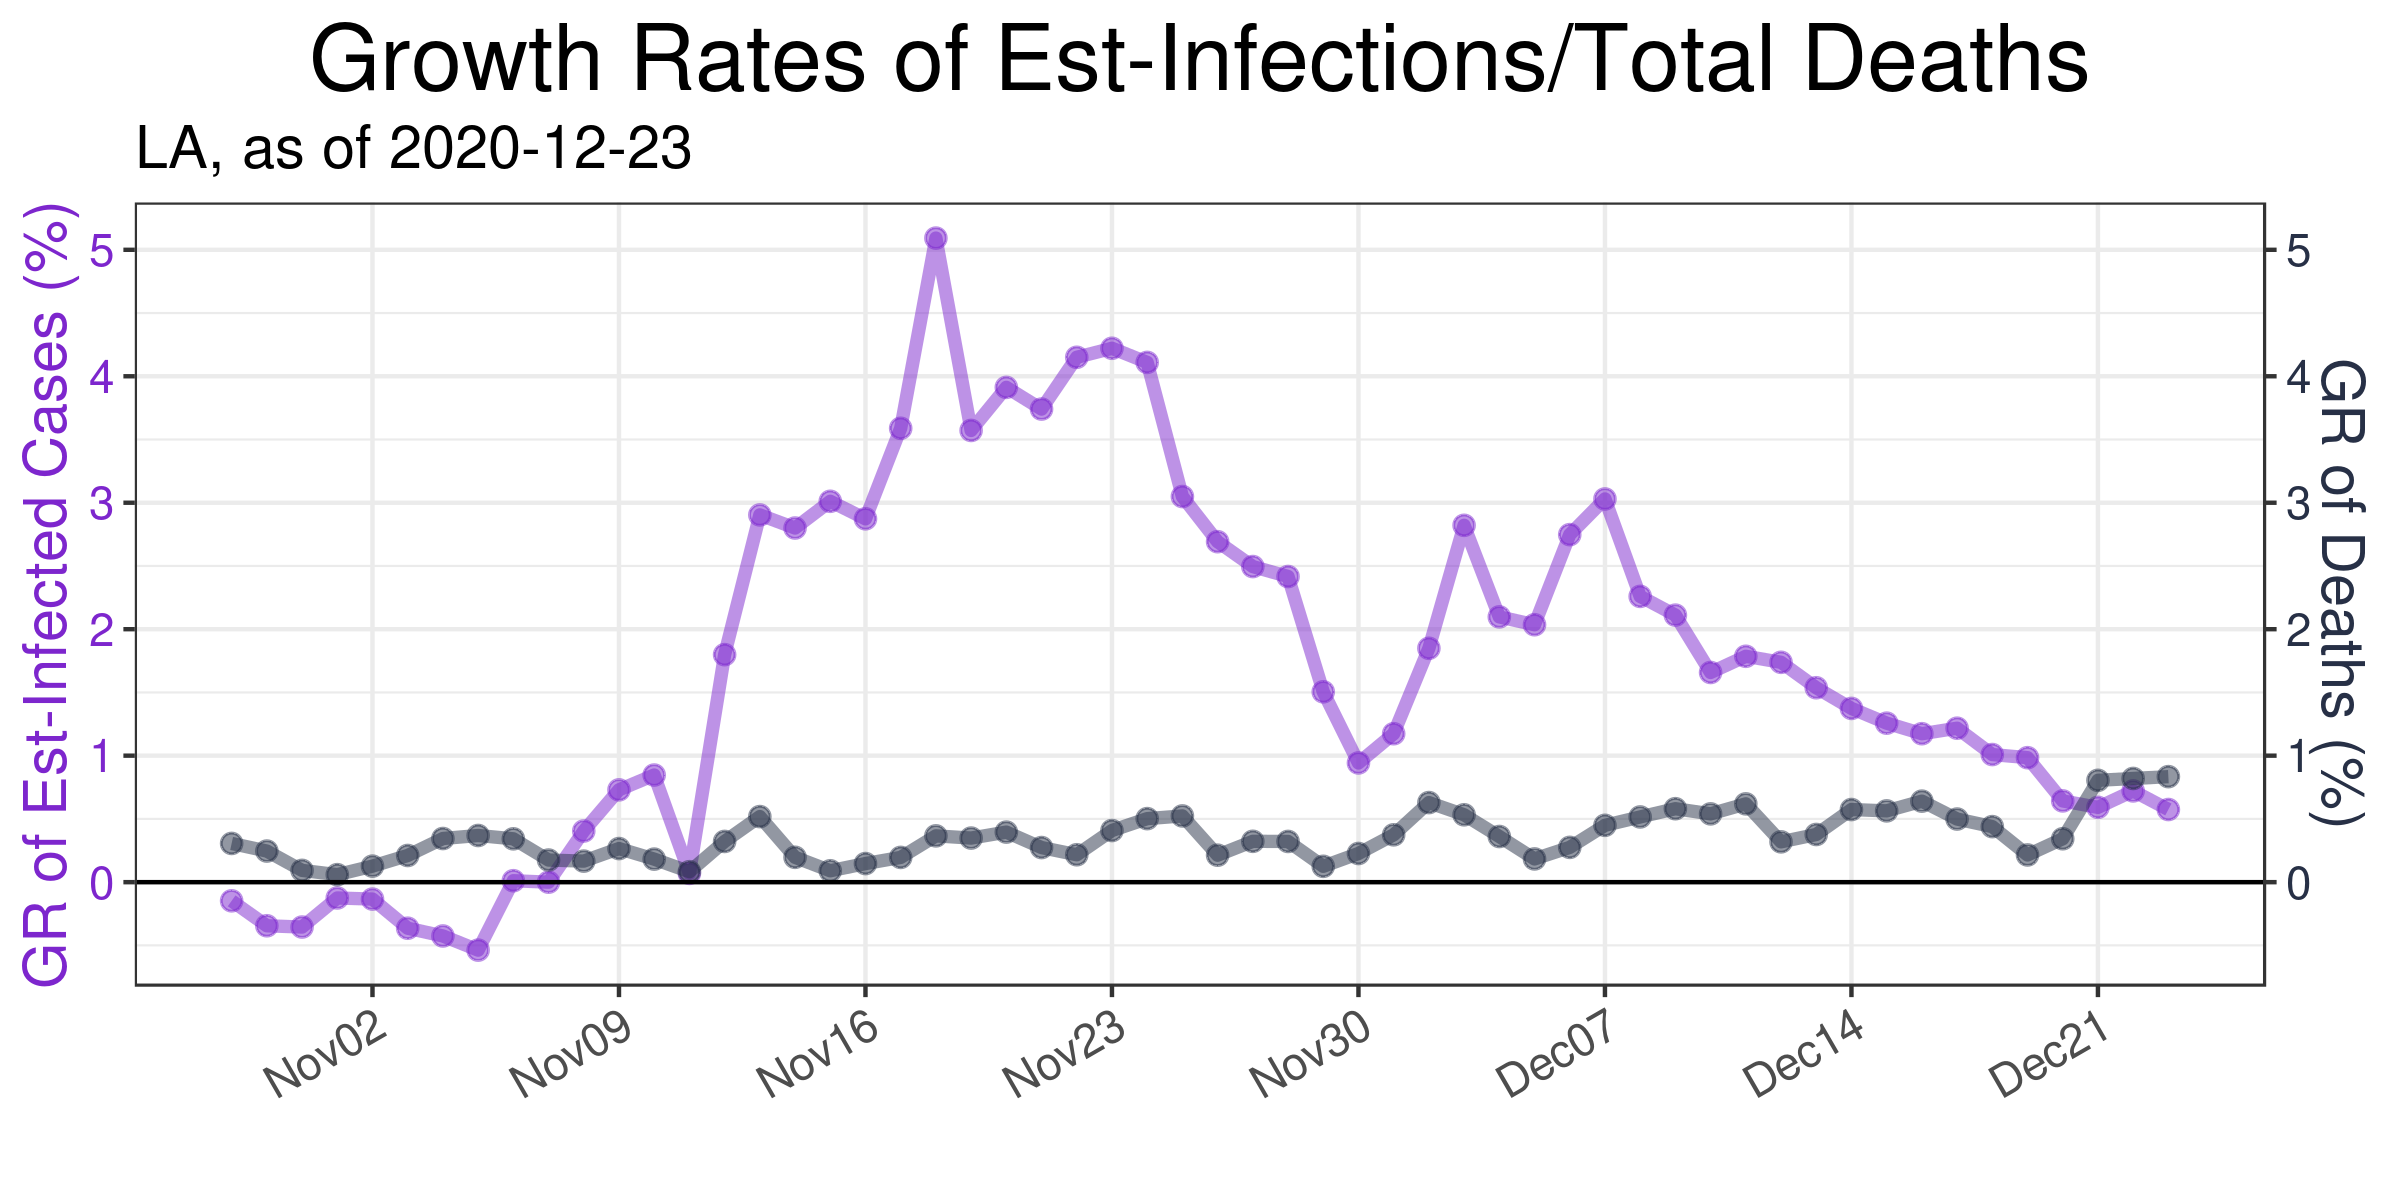 Growth Rates of Est-Infections/Total Deaths
LA, as of 2020-12-23
GR of Est-Infected Cases (%)
5
4
3
2
1
0
5
4
3
2
1
0
GR of Deaths (%)
Nov02
Nov09
Nov16
Nov23
Nov30
Dec07
Dec14
Dec21